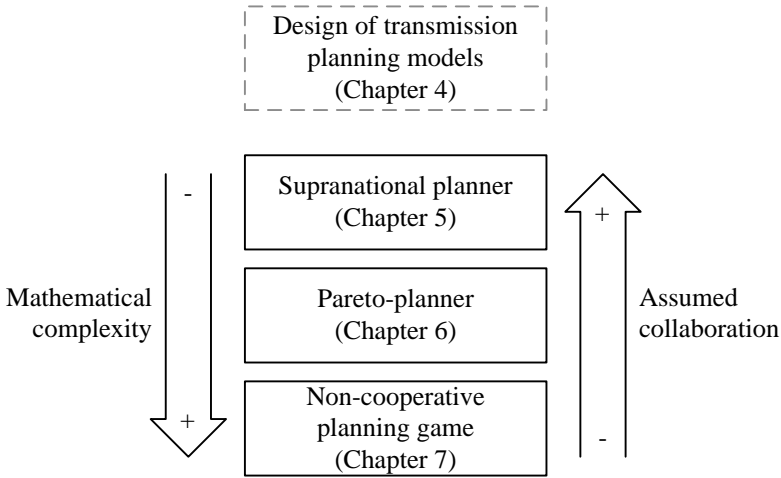 Design of transmission
planning models
(Chapter 4)
-
Supranational planner
(Chapter 5)
+
Mathematical
complexity
Pareto-planner
(Chapter 6)
Assumed
collaboration
+
Non-cooperative
planning game
(Chapter 7)
-